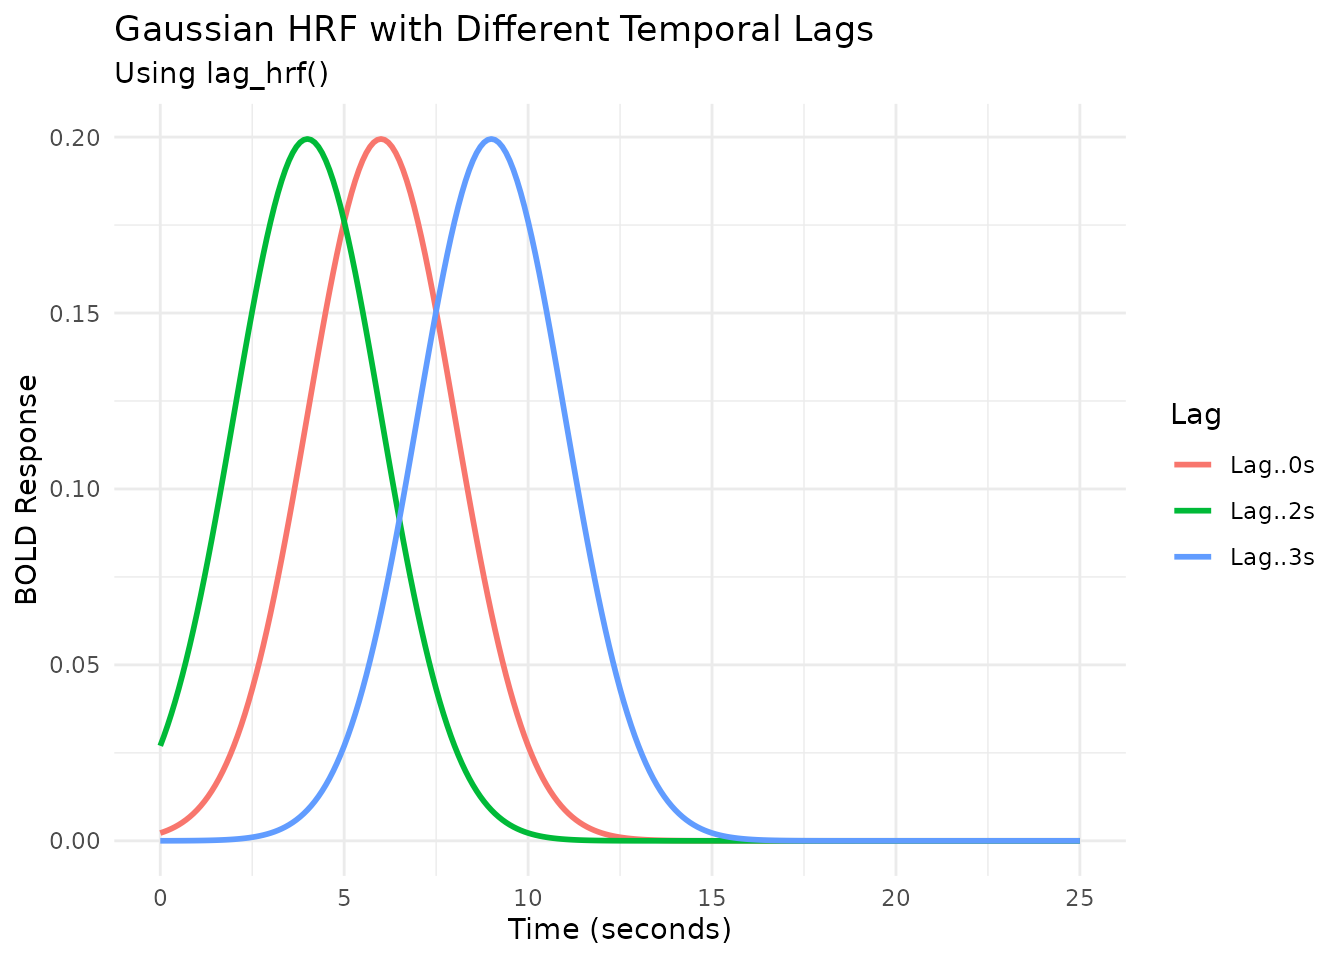 Gaussian HRF with Different Temporal Lags
Using lag_hrf()
BOLD Response
0.20
0.15
0.10
0.05
0.00
0
5
10
15
20
25
Time (seconds)
Lag
Lag..0s
Lag..2s
Lag..3s